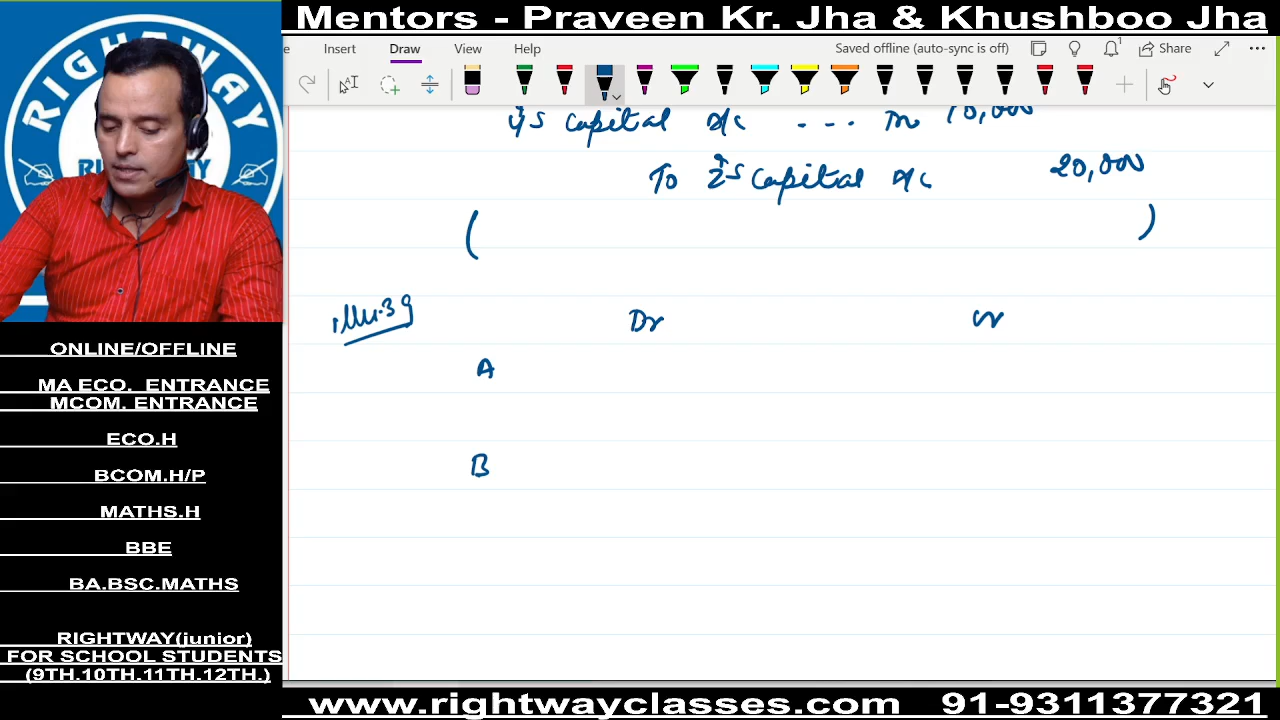 Mentors - Praveen Kr. Jha & Khushboo Jha
Insert Draw View Help
Saved offline (auto-sync is off)
Share
RIGHTWAY
Y's Capital A/c --- Dr 10,000
To Z's Capital A/c 20,000
( )
illu.39
Dr Cr
A
B
ONLINE/OFFLINE
MA ECO. ENTRANCE
MCOM. ENTRANCE
ECO.H
BCOM.H/P
MATHS.H
BBE
BA.BSC.MATHS
RIGHTWAY(junior)
FOR SCHOOL STUDENTS
(9TH.10TH.11TH.12TH.)
www.rightwayclasses.com 91-9311377321